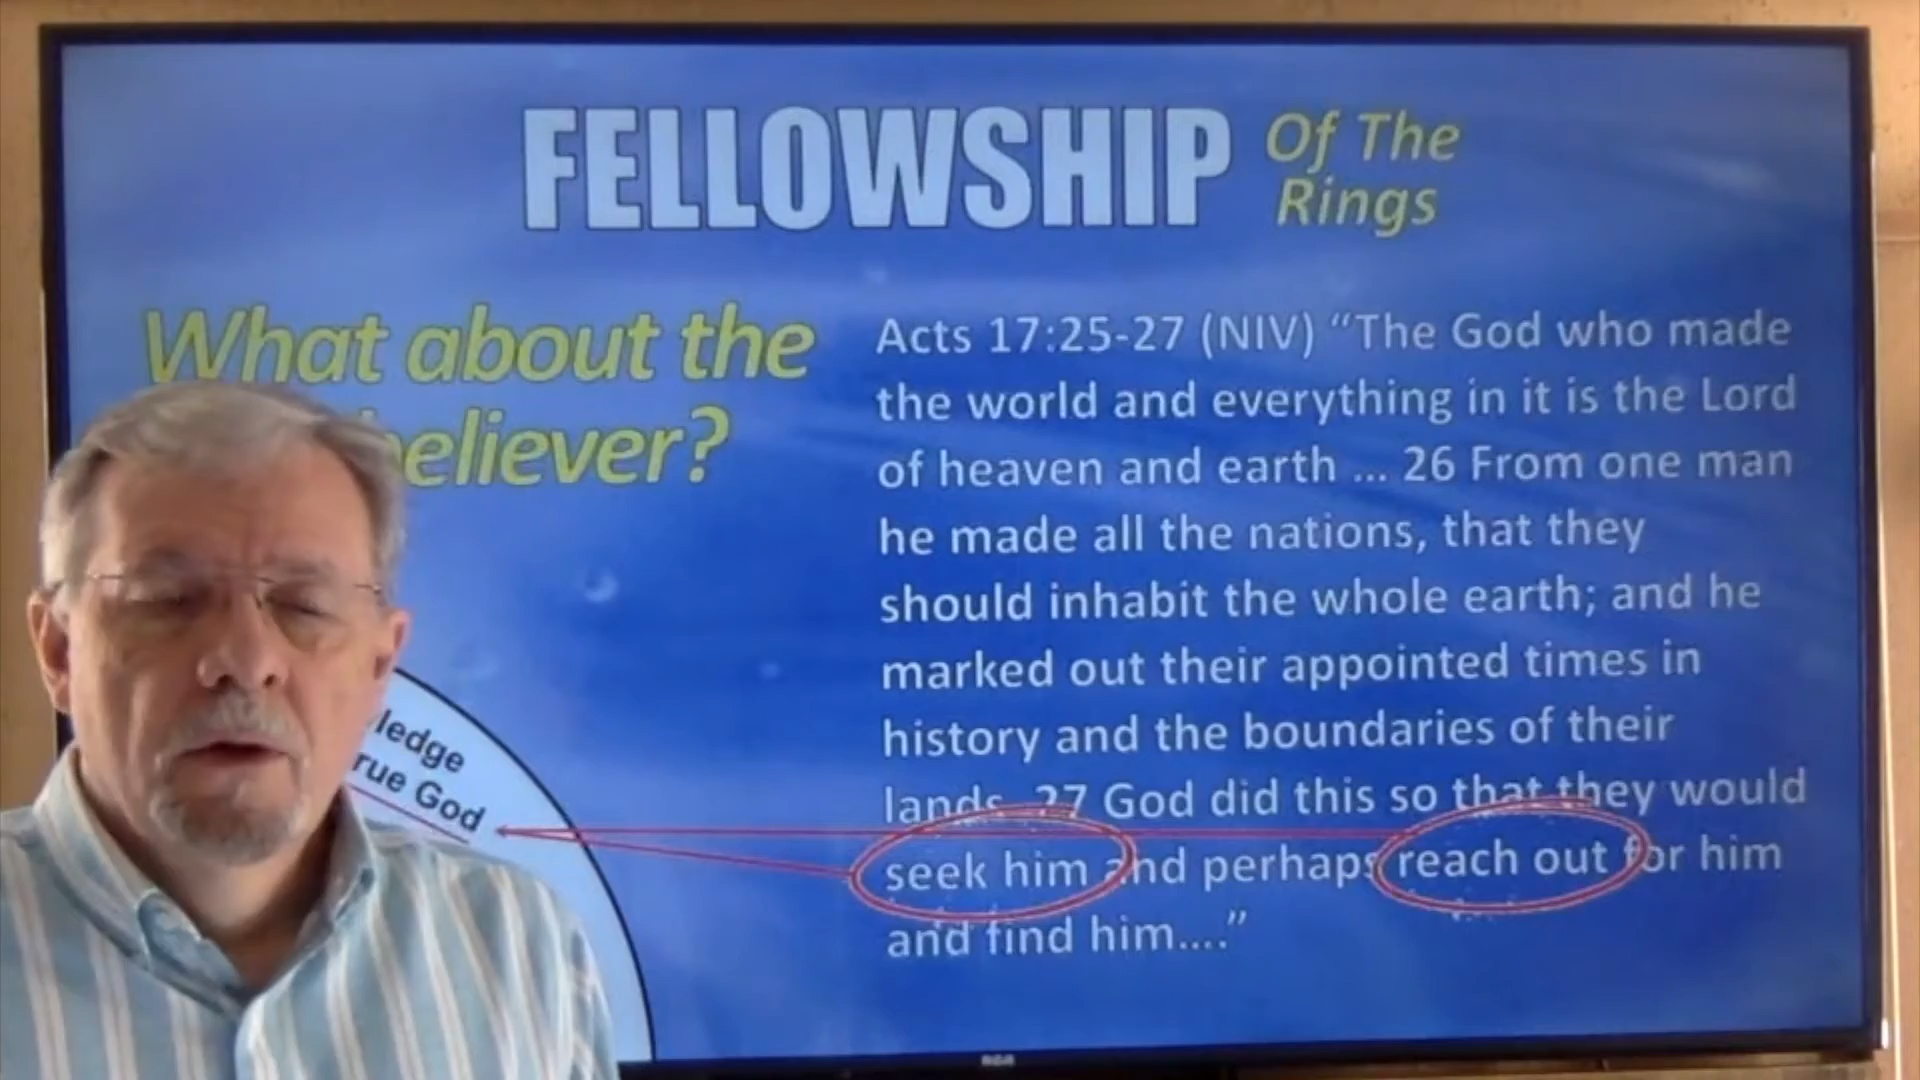 FELLOWSHIP Of The
Rings
What about the
believer?
Acts 17:25-27 (NIV) “The God who made
the world and everything in it is the Lord
of heaven and earth ... 26 From one man
he made all the nations, that they
should inhabit the whole earth; and he
marked out their appointed times in
history and the boundaries of their
lands. 27 God did this so that they would
seek him and perhaps reach out for him
and find him....”
ledge
rue God
RCA